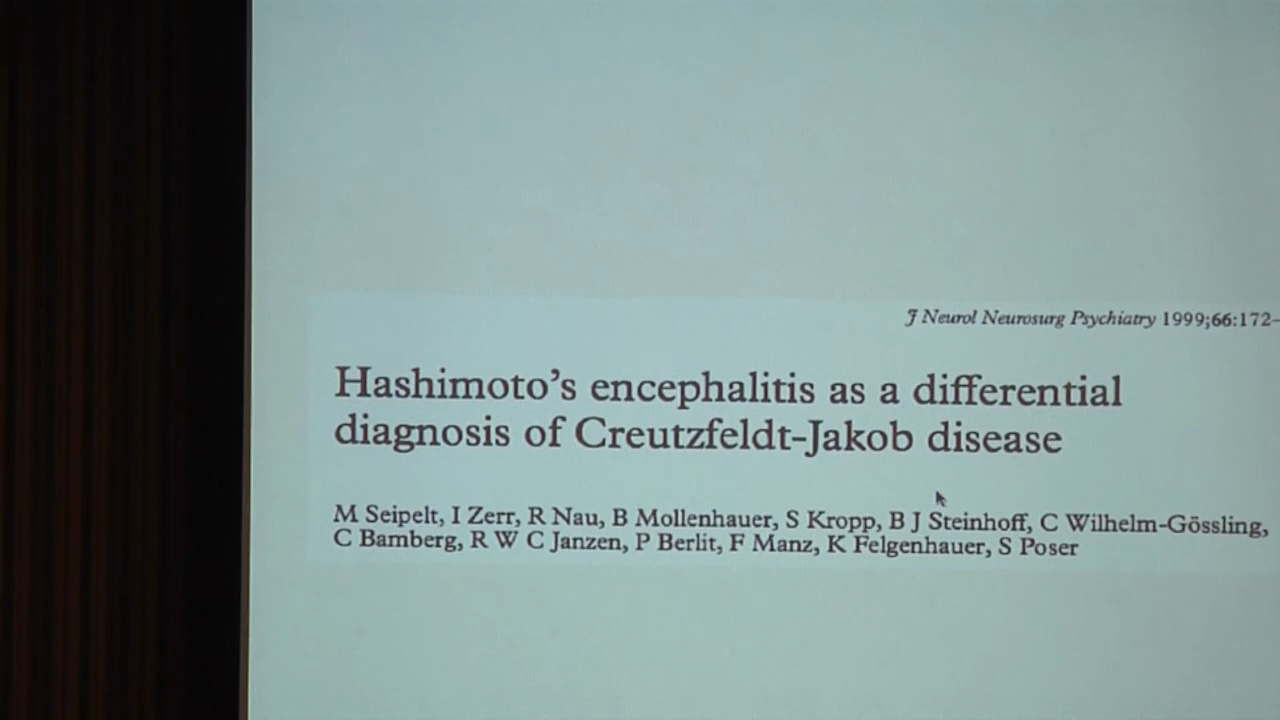 J Neurol Neurosurg Psychiatry 1999;66:172–
Hashimoto's encephalitis as a differential
diagnosis of Creutzfeldt-Jakob disease
M Seipelt, I Zerr, R Nau, B Mollenhauer, S Kropp, B J Steinhoff, C Wilhelm-Gössling,
C Bamberg, R W C Janzen, P Berlit, F Manz, K Felgenhauer, S Poser